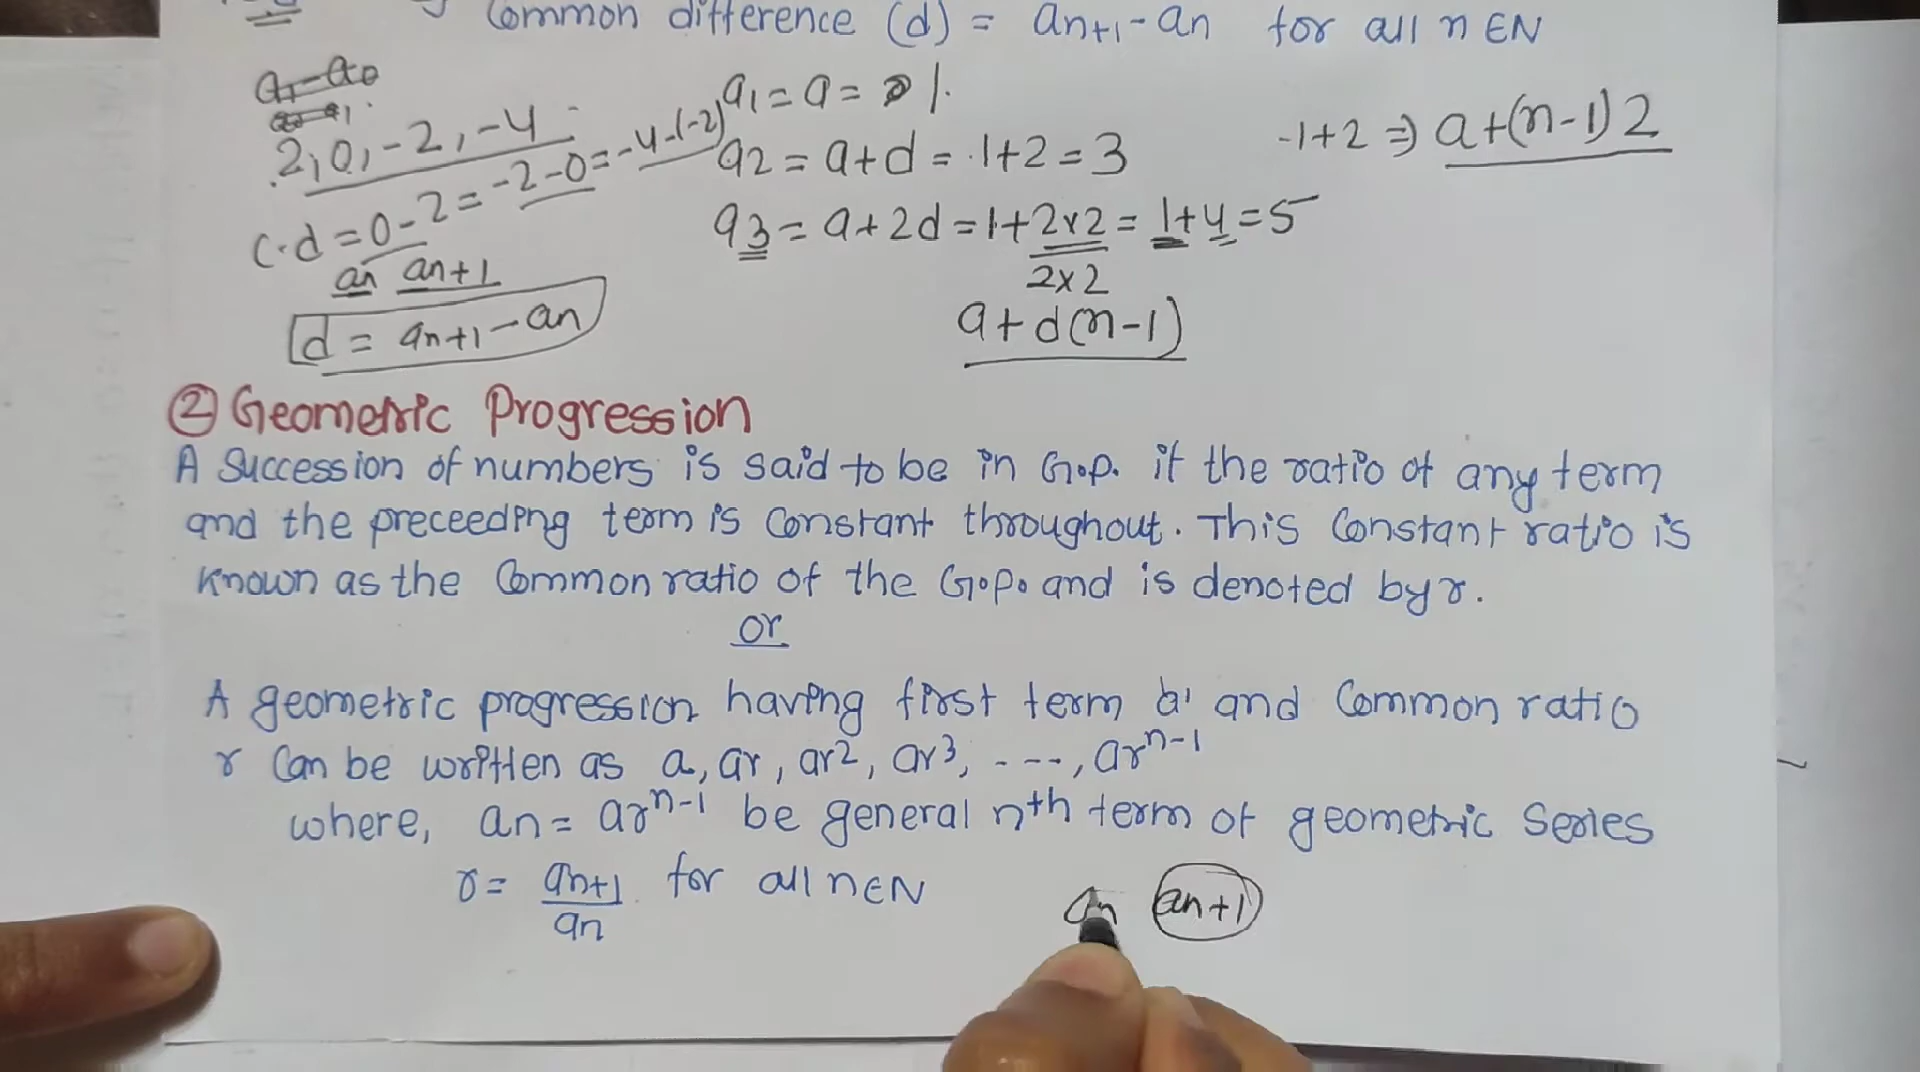 Common difference (d) = an+1 - an for all n ∈ N
a1 - a0
2, 0, -2, -4
c.d = 0-2 = -2-0 = -4-(-2)
an an+1
d = an+1 - an
a1 = a = 1.
a2 = a+d = 1+2 = 3
a3 = a+2d = 1+2x2 = 1+4 = 5
2x2
a+d(n-1)
-1+2 ⇒ a+(n-1)2
② Geometric Progression
A Succession of numbers is said to be in G.P. if the ratio of any term
and the preceeding term is Constant throughout. This Constant ratio is
known as the Common ratio of the G.P. and is denoted by r.
or
A geometric progression having first term 'a' and Common ratio
r Can be written as a, ar, ar², ar³, ----, arⁿ⁻¹
where, an = arⁿ⁻¹ be general nth term of geometric Series
r = an+1/an for all n ∈ N
an an+1